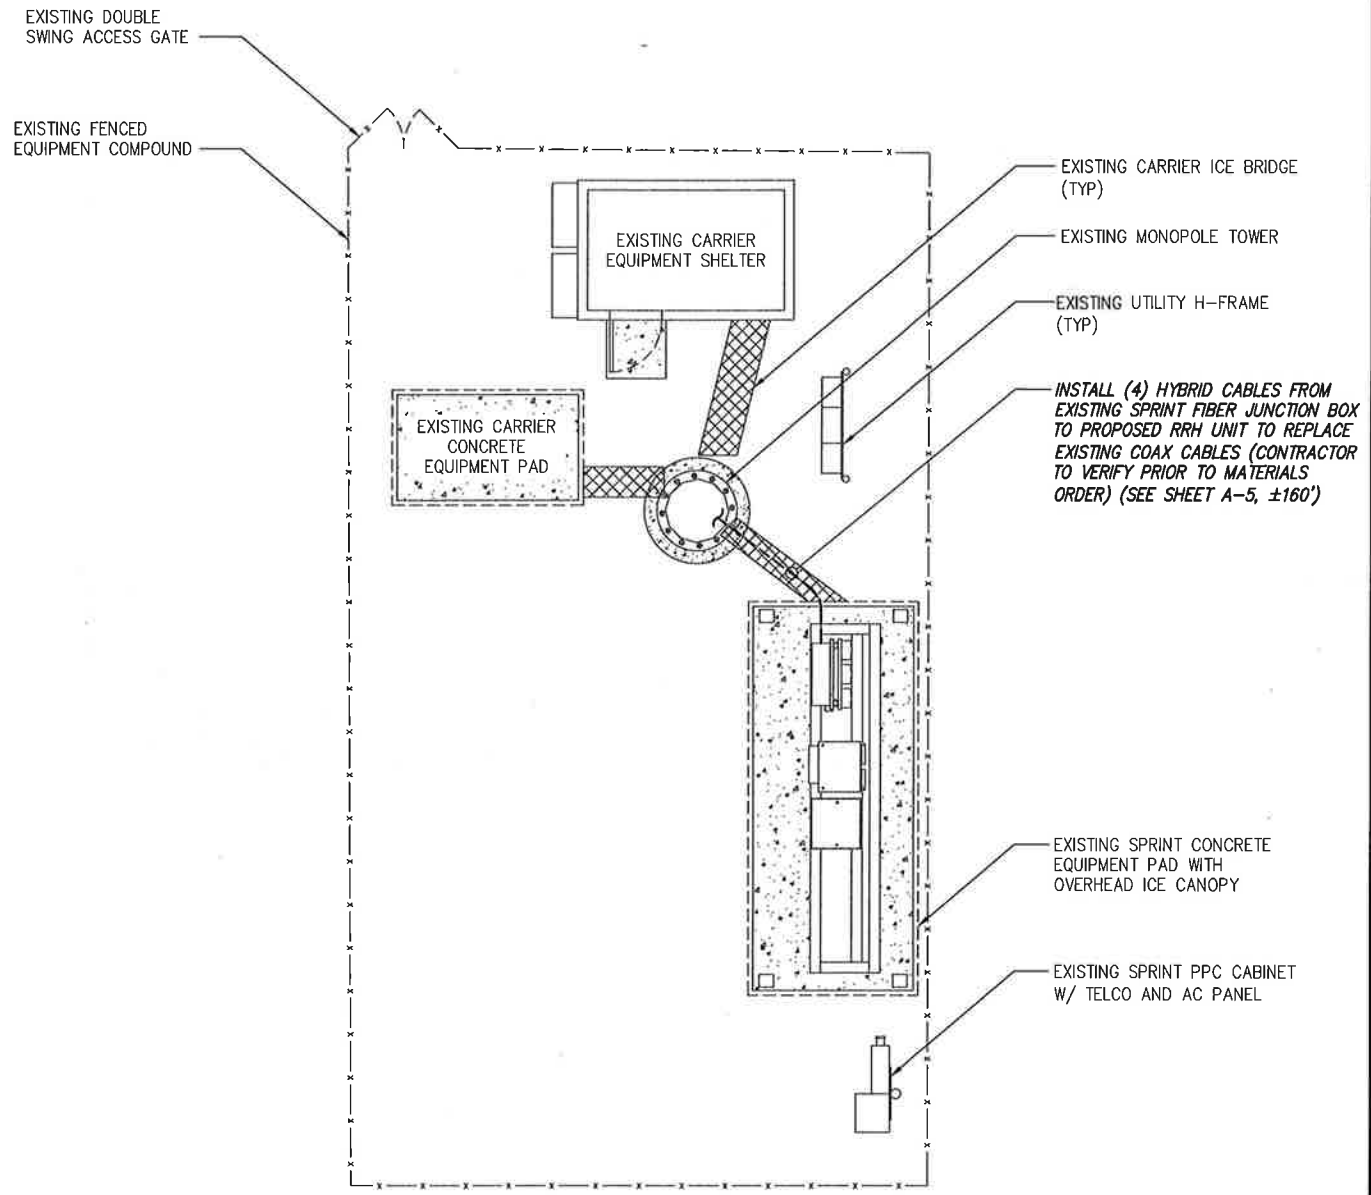 EXISTING DOUBLE
SWING ACCESS GATE
EXISTING FENCED
EQUIPMENT COMPOUND
EXISTING CARRIER
EQUIPMENT SHELTER
EXISTING CARRIER
CONCRETE
EQUIPMENT PAD
EXISTING CARRIER ICE BRIDGE
(TYP)
EXISTING MONOPOLE TOWER
EXISTING UTILITY H-FRAME
(TYP)
INSTALL (4) HYBRID CABLES FROM
EXISTING SPRINT FIBER JUNCTION BOX
TO PROPOSED RRH UNIT TO REPLACE
EXISTING COAX CABLES (CONTRACTOR
TO VERIFY PRIOR TO MATERIALS
ORDER) (SEE SHEET A-5, ±160')
EXISTING SPRINT CONCRETE
EQUIPMENT PAD WITH
OVERHEAD ICE CANOPY
EXISTING SPRINT PPC CABINET
W/ TELCO AND AC PANEL